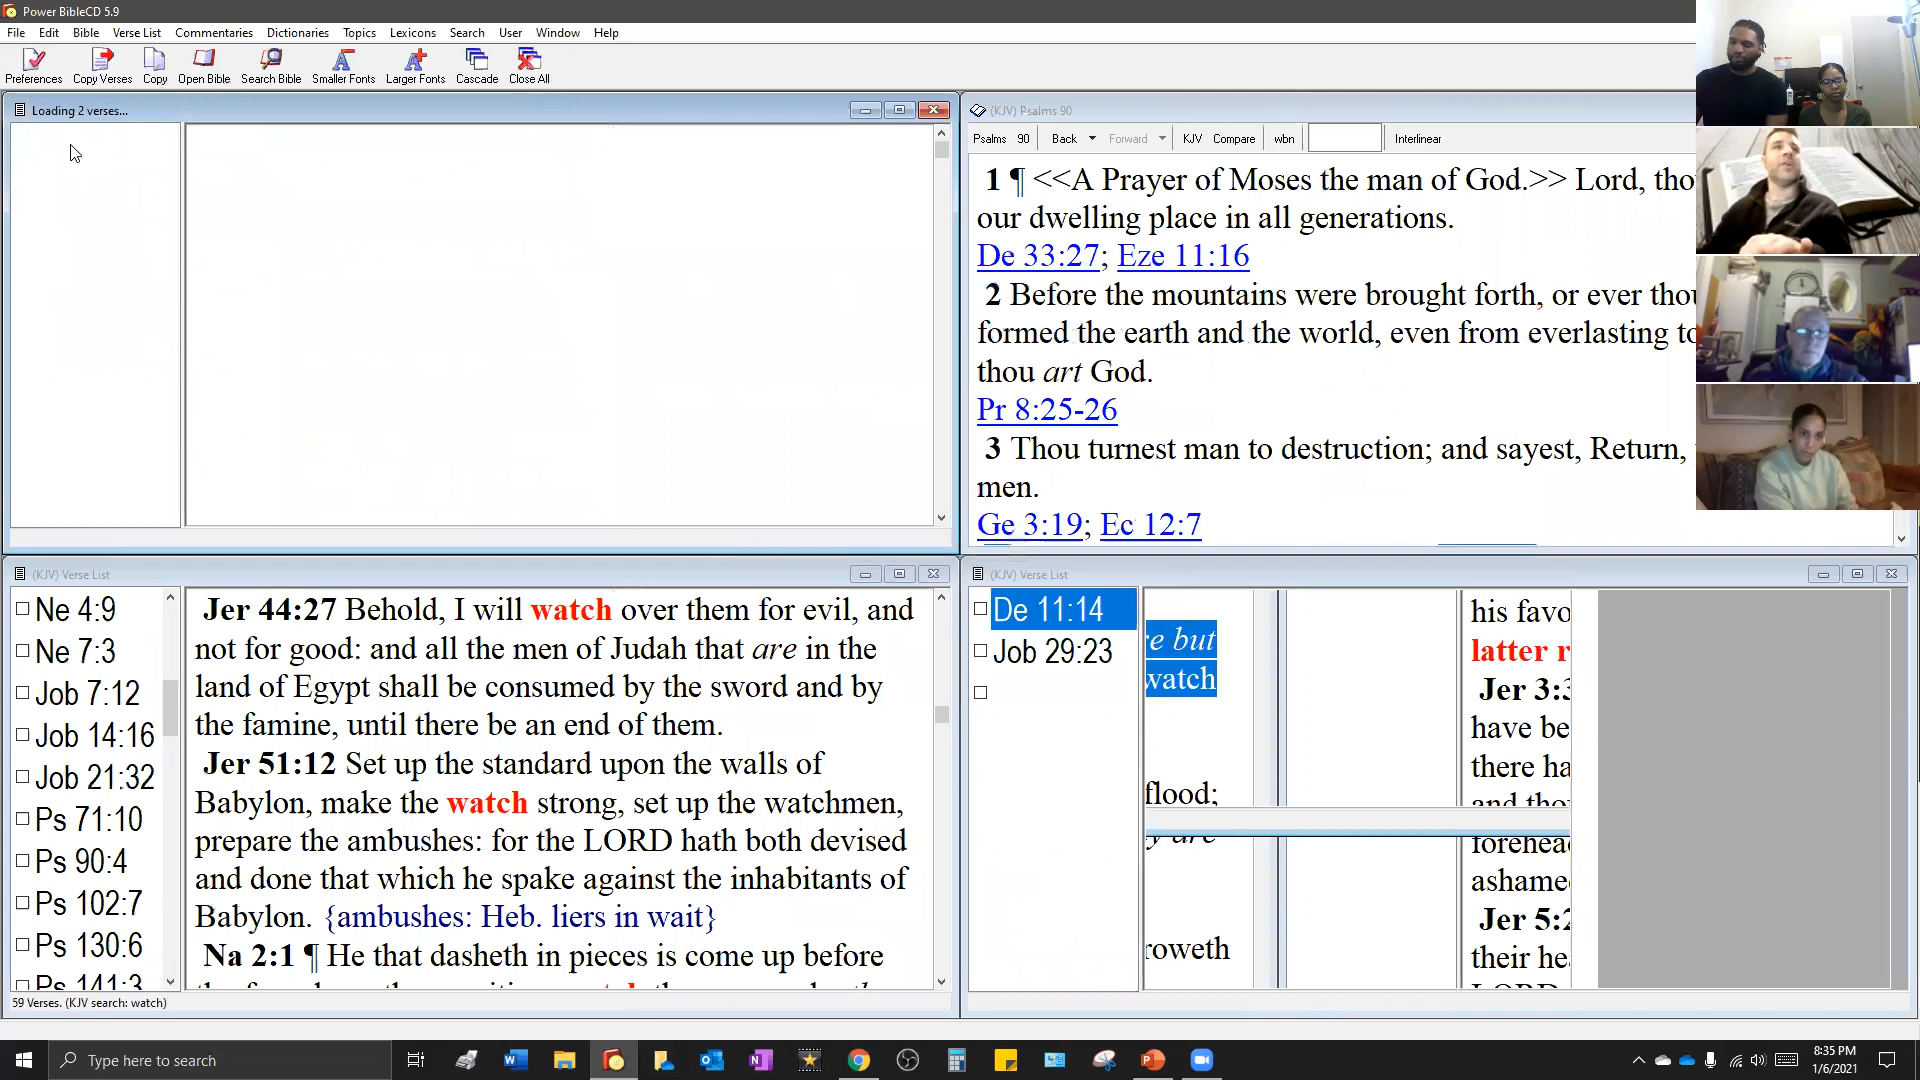 Power BibleCD 5.9
File Edit Bible Verse List Commentaries Dictionaries Topics Lexicons Search User Window Help
Preferences Copy Verses Copy Open Bible Search Bible Smaller Fonts Larger Fonts Cascade Close All
Loading 2 verses...
(KJV) Psalms 90
Psalms 90 Back Forward KJV Compare wbn Interlinear
1 ¶ <<A Prayer of Moses the man of God.>> Lord,
our dwelling place in all generations.
De 33:27; Eze 11:16
2 Before the mountains were brought forth, or ever
formed the earth and the world, even from everlasting
thou art God.
Pr 8:25-26
3 Thou turnest man to destruction; and sayest, Return,
men.
Ge 3:19; Ec 12:7
(KJV) Verse List
Ne 4:9
Ne 7:3
Job 7:12
Job 14:16
Job 21:32
Ps 71:10
Ps 90:4
Ps 102:7
Ps 130:6
Ps 141:3
Jer 44:27 Behold, I will watch over them for evil, and
not for good: and all the men of Judah that are in the
land of Egypt shall be consumed by the sword and by
the famine, until there be an end of them.
Jer 51:12 Set up the standard upon the walls of
Babylon, make the watch strong, set up the watchmen,
prepare the ambushes: for the LORD hath both devised
and done that which he spake against the inhabitants of
Babylon. {ambushes: Heb. liers in wait}
Na 2:1 ¶ He that dasheth in pieces is come up before
59 Verses. (KJV search: watch)
(KJV) Verse List
De 11:14
Job 29:23
but
watch
flood;
are
roweth
his favo
latter r
Jer 3:3
have be
there ha
and tho
forehead
ashamed
Jer 5:2
their hea
LORD
Type here to search
8:35 PM
1/6/2021